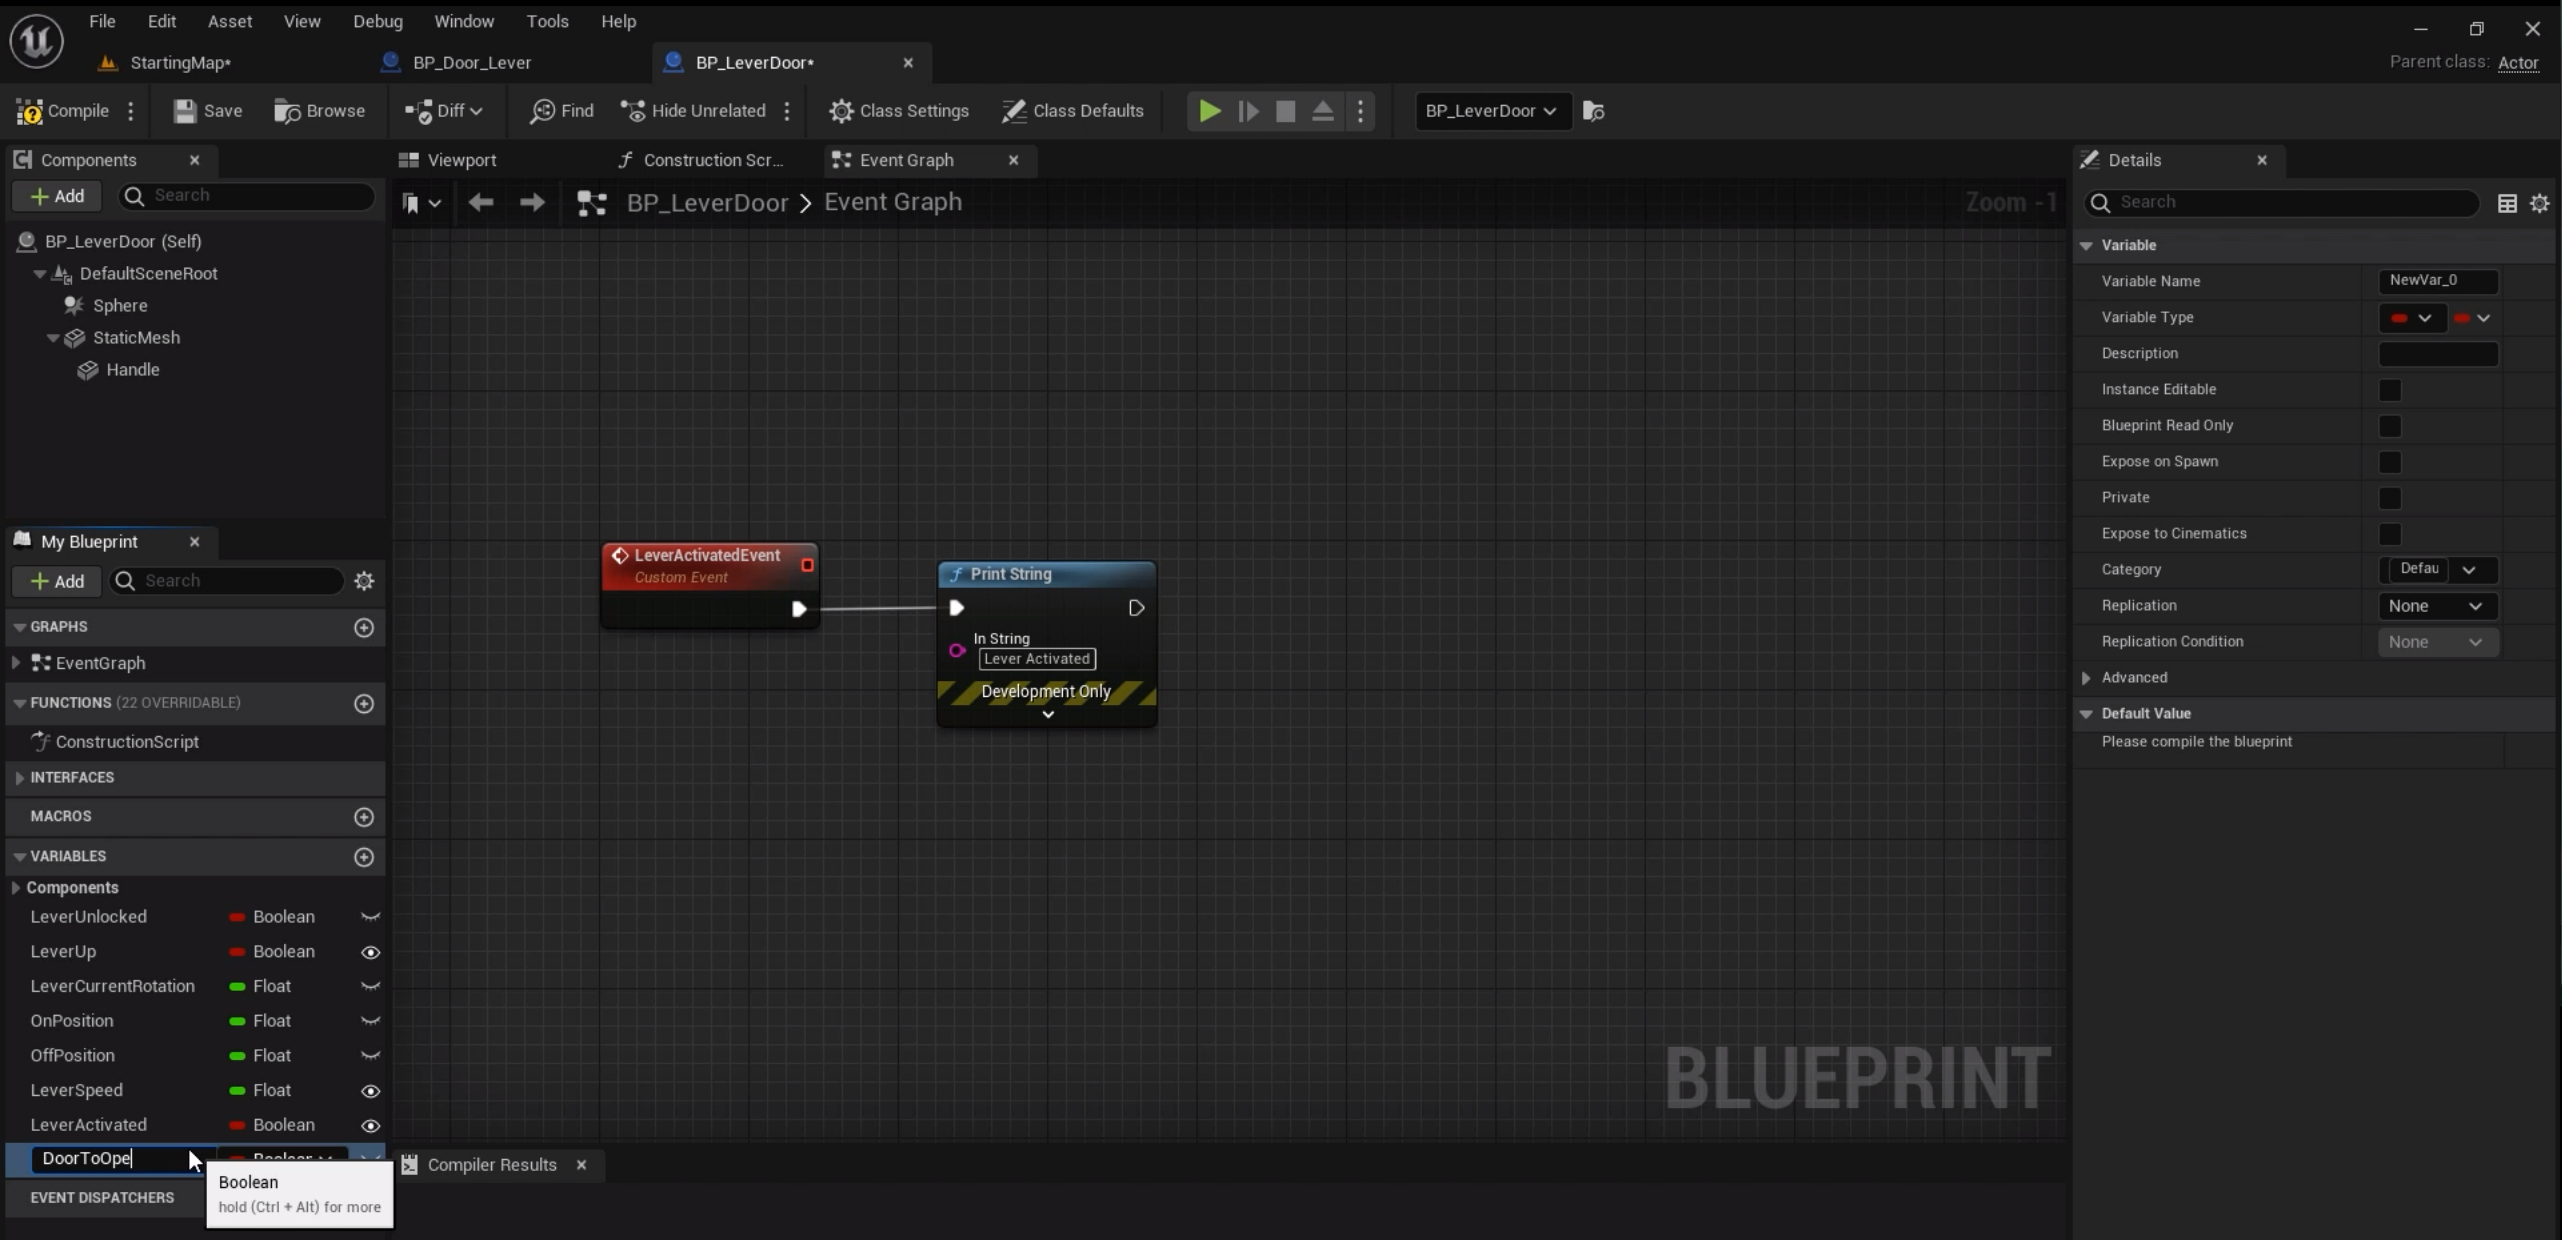 File Edit Asset View Debug Window Tools Help
StartingMap* BP_Door_Lever BP_LeverDoor*
Parent class: Actor
Compile Save Browse Diff Find Hide Unrelated Class Settings Class Defaults BP_LeverDoor
Components
Add Search
BP_LeverDoor (Self)
DefaultSceneRoot
Sphere
StaticMesh
Handle
My Blueprint
Add Search
GRAPHS
EventGraph
FUNCTIONS (22 OVERRIDABLE)
ConstructionScript
INTERFACES
MACROS
VARIABLES
Components
LeverUnlocked Boolean
LeverUp Boolean
LeverCurrentRotation Float
OnPosition Float
OffPosition Float
LeverSpeed Float
LeverActivated Boolean
DoorToOpe Boolean
EVENT DISPATCHERS
Boolean
hold (Ctrl + Alt) for more
Viewport Construction Scr... Event Graph
BP_LeverDoor > Event Graph
Zoom -1
LeverActivatedEvent
Custom Event
Print String
In String
Lever Activated
Development Only
BLUEPRINT
Compiler Results
Details
Search
Variable
Variable Name NewVar_0
Variable Type
Description
Instance Editable
Blueprint Read Only
Expose on Spawn
Private
Expose to Cinematics
Category Defau
Replication None
Replication Condition None
Advanced
Default Value
Please compile the blueprint